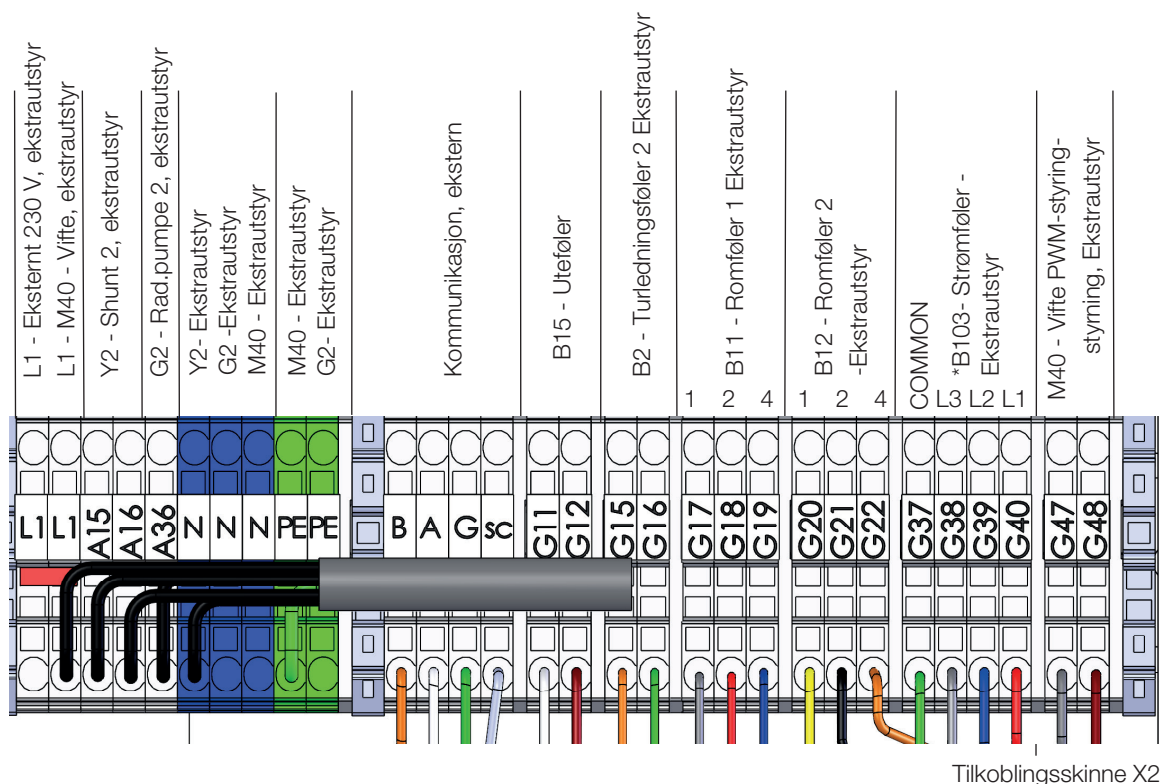 L1 - Eksternt 230 V, ekstrautstyr
L1 - M40 - Vifte, ekstrautstyr
Y2 - Shunt 2, ekstrautstyr
G2 - Rad.pumpe 2, ekstrautstyr
Y2- Ekstrautstyr
G2 -Ekstrautstyr
M40 - Ekstrautstyr
M40 - Ekstrautstyr
G2- Ekstrautstyr
Kommunikasjon, ekstern
B15 - Uteføler
B2 - Turledningsføler 2 Ekstrautstyr
B11 - Romføler 1 Ekstrautstyr
1 2 4
B12 - Romføler 2
-Ekstrautstyr
1 2 4
COMMON
*B103- Strømføler -
Ekstrautstyr
L3 L2 L1
M40 - Vifte PWM-styring-
styrning, Ekstrautstyr
L1 L1 A15 A16 A36 N N N PE PE B A G SC G11 G12 G15 G16 G17 G18 G19 G20 G21 G22 G37 G38 G39 G40 G47 G48
Tilkoblingsskinne X2